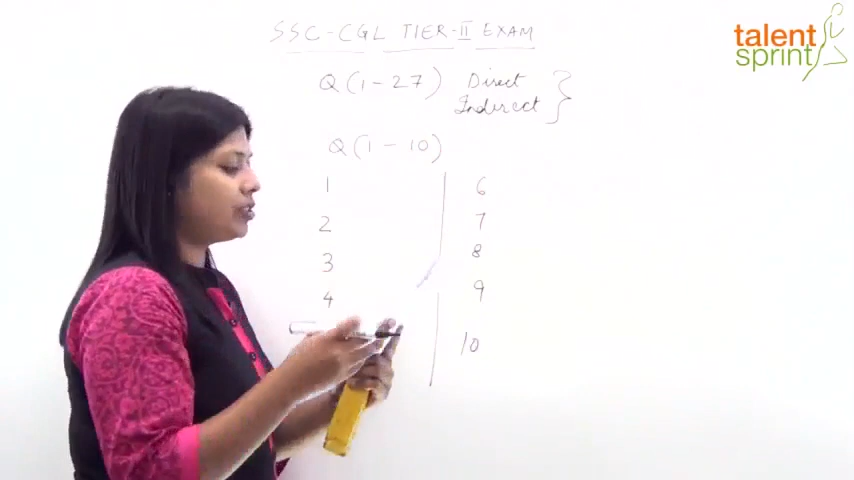 SSC-CGL TIER-II EXAM
talent
sprint
Q(1-27) Direct
Indirect
Q(1-10)
1
2
3
4
6
7
8
9
10